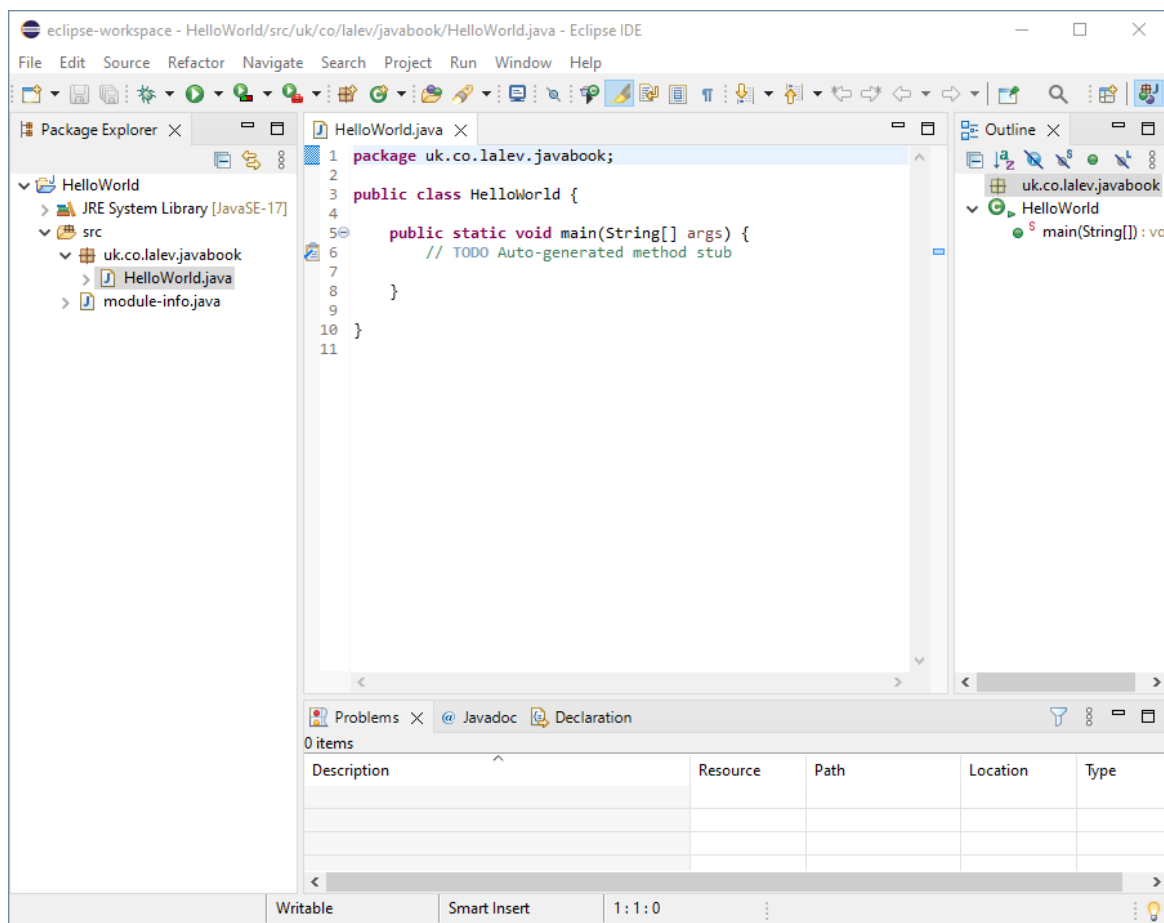 eclipse-workspace - HelloWorld/src/uk/co/lalev/javabook/HelloWorld.java - Eclipse IDE
File Edit Source Refactor Navigate Search Project Run Window Help
Package Explorer
HelloWorld
JRE System Library [JavaSE-17]
src
uk.co.lalev.javabook
HelloWorld.java
module-info.java
HelloWorld.java
1 package uk.co.lalev.javabook;
2
3 public class HelloWorld {
4
5 public static void main(String[] args) {
6 // TODO Auto-generated method stub
7
8 }
9
10 }
11
Outline
uk.co.lalev.javabook
HelloWorld
main(String[]) : vo
Problems @ Javadoc Declaration
0 items
Description Resource Path Location Type
Writable Smart Insert 1 : 1 : 0